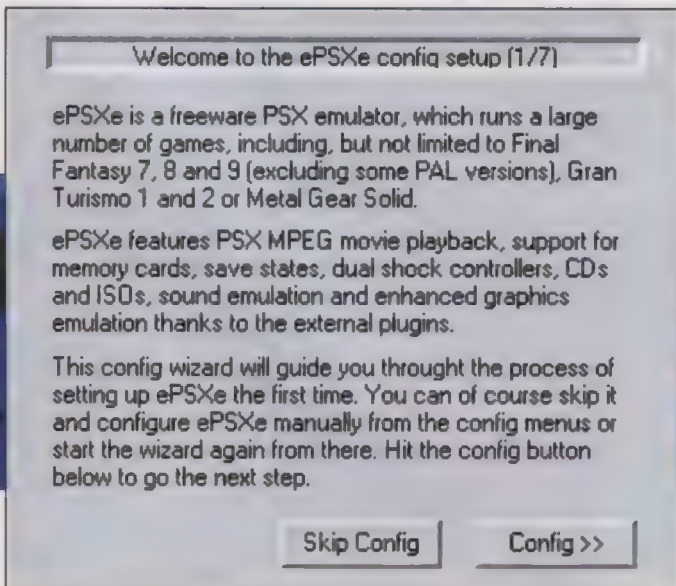 Welcome to the ePSXe config setup (1/7)
ePSXe is a freeware PSX emulator, which runs a large
number of games, including, but not limited to Final
Fantasy 7, 8 and 9 (excluding some PAL versions), Gran
Turismo 1 and 2 or Metal Gear Solid.
ePSXe features PSX MPEG movie playback, support for
memory cards, save states, dual shock controllers, CDs
and ISOs, sound emulation and enhanced graphics
emulation thanks to the external plugins.
This config wizard will guide you throught the process of
setting up ePSXe the first time. You can of course skip it
and configure ePSXe manually from the config menus or
start the wizard again from there. Hit the config button
below to go the next step.
Skip Config
Config >>